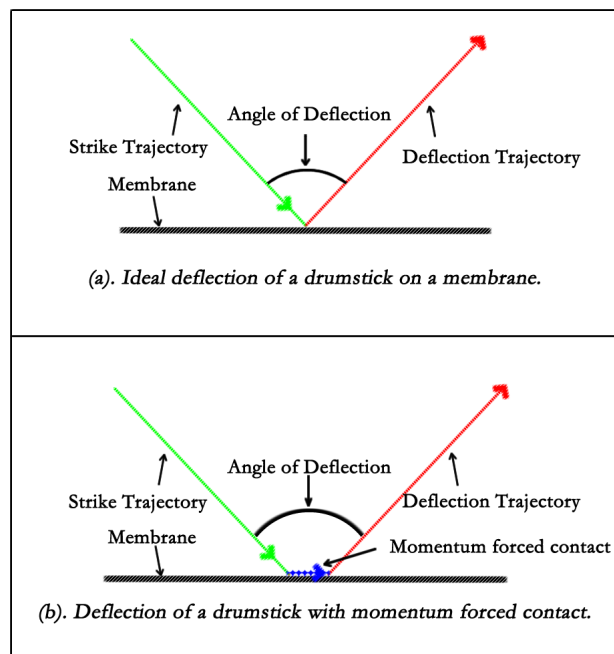 Angle of Deflection
Strike Trajectory
Deflection Trajectory
Membrane
(a). Ideal deflection of a drumstick on a membrane.
Angle of Deflection
Strike Trajectory
Deflection Trajectory
Membrane
Momentum forced contact
(b). Deflection of a drumstick with momentum forced contact.